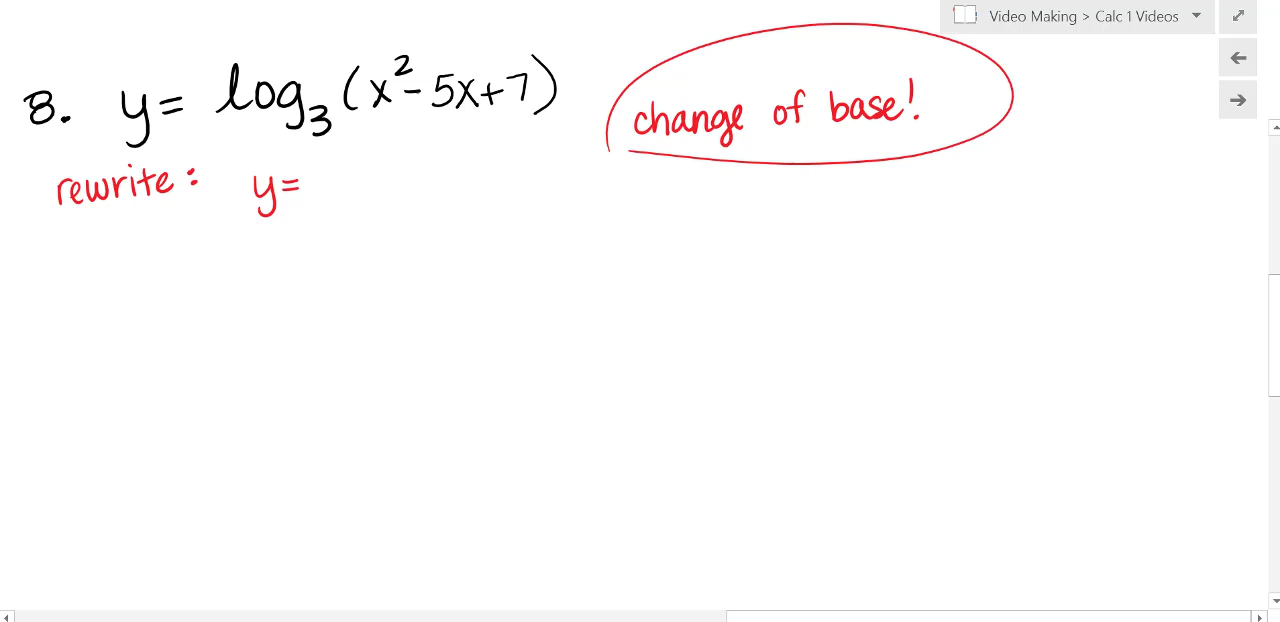 Video Making > Calc 1 Videos
8. y = log₃ (x² - 5x + 7)
change of base!
rewrite: y =